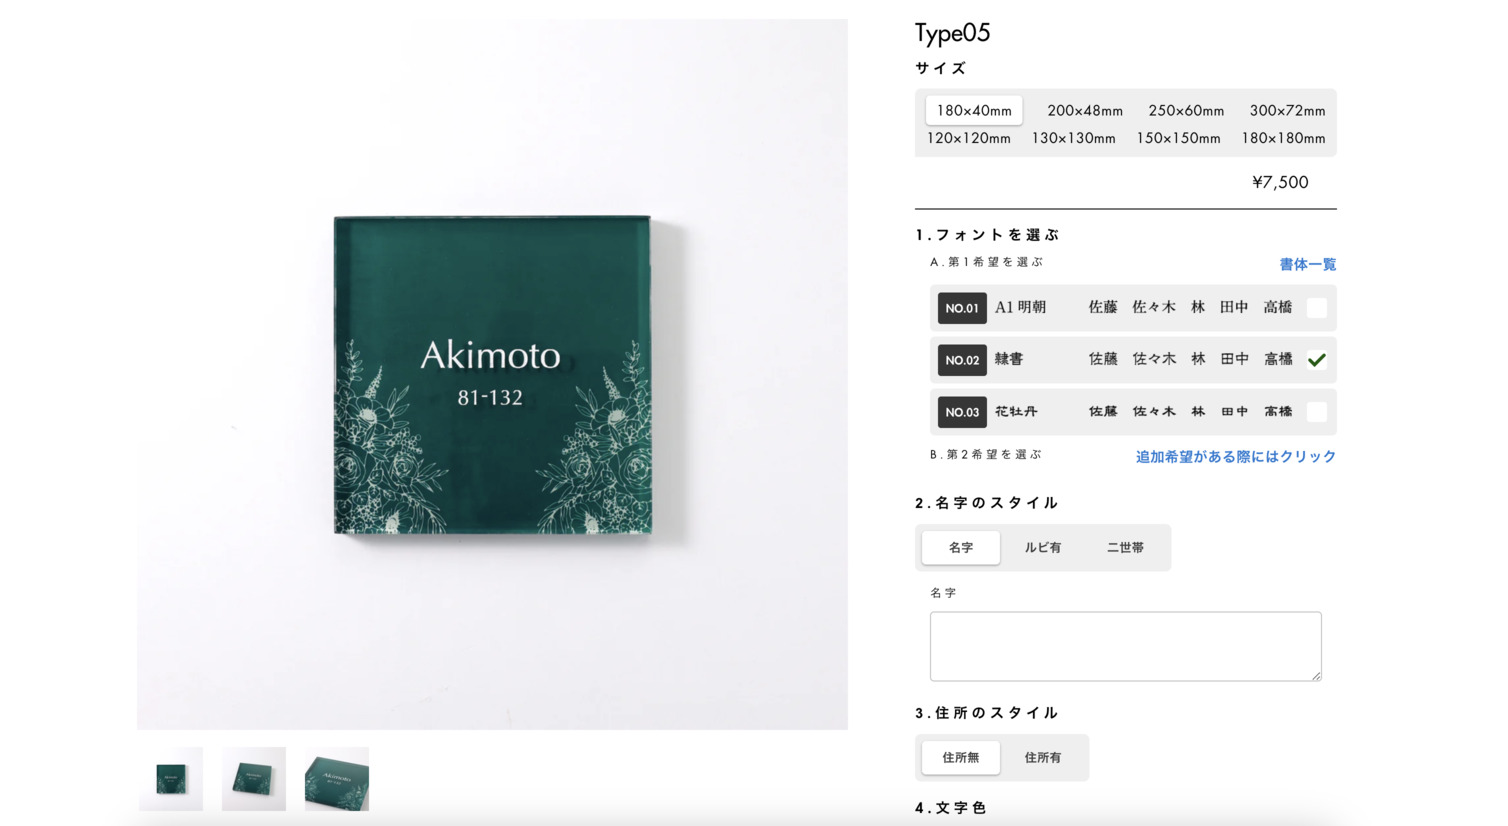 Type05
サイズ
180×40mm 200×48mm 250×60mm 300×72mm
120×120mm 130×130mm 150×150mm 180×180mm
¥7,500
1.フォントを選ぶ
A.第1希望を選ぶ 書体一覧
NO.01 A1 明朝 佐藤 佐々木 林 田中 高橋
NO.02 隷書 佐藤 佐々木 林 田中 高橋
NO.03 花牡丹 佐藤 佐々木 林 田中 高橋
B.第2希望を選ぶ 追加希望がある際にはクリック
2.名字のスタイル
名字 ルビ有 二世帯
名字
3.住所のスタイル
住所無 住所有
4.文字色
Akimoto
81-132
Akimoto